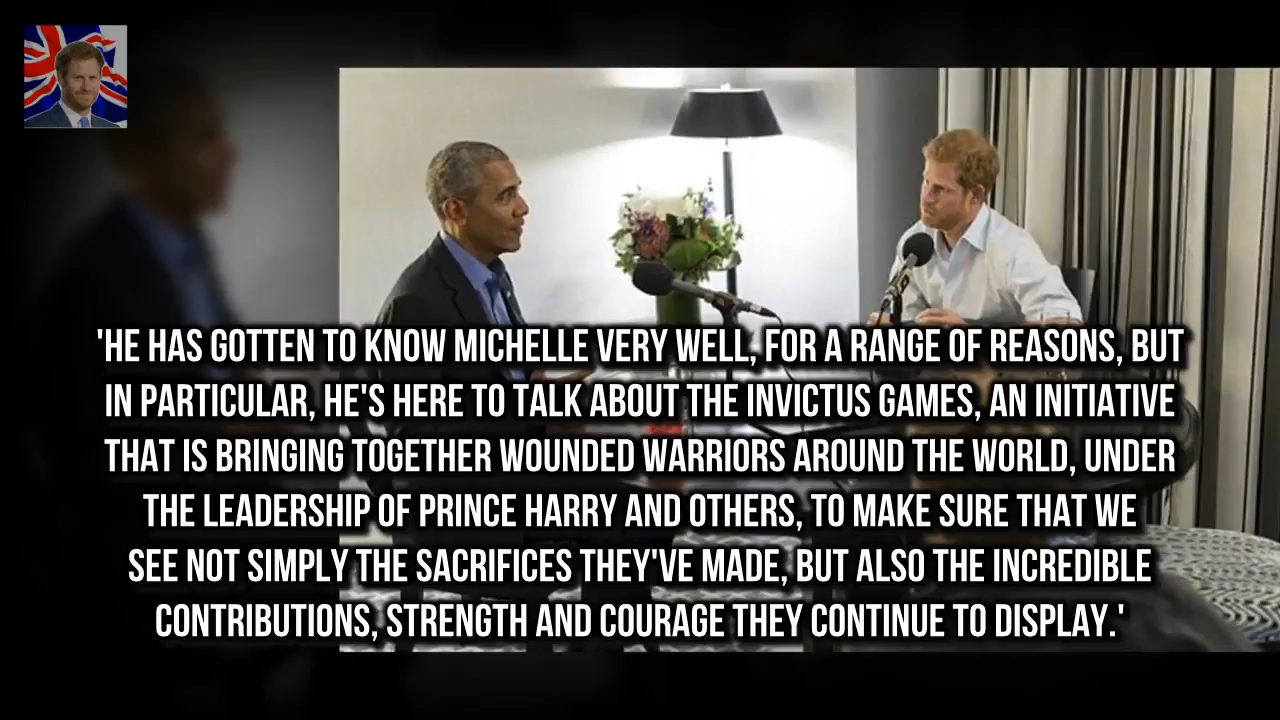 'HE HAS GOTTEN TO KNOW MICHELLE VERY WELL, FOR A RANGE OF REASONS, BUT
IN PARTICULAR, HE'S HERE TO TALK ABOUT THE INVICTUS GAMES, AN INITIATIVE
THAT IS BRINGING TOGETHER WOUNDED WARRIORS AROUND THE WORLD, UNDER
THE LEADERSHIP OF PRINCE HARRY AND OTHERS, TO MAKE SURE THAT WE
SEE NOT SIMPLY THE SACRIFICES THEY'VE MADE, BUT ALSO THE INCREDIBLE
CONTRIBUTIONS, STRENGTH AND COURAGE THEY CONTINUE TO DISPLAY.'